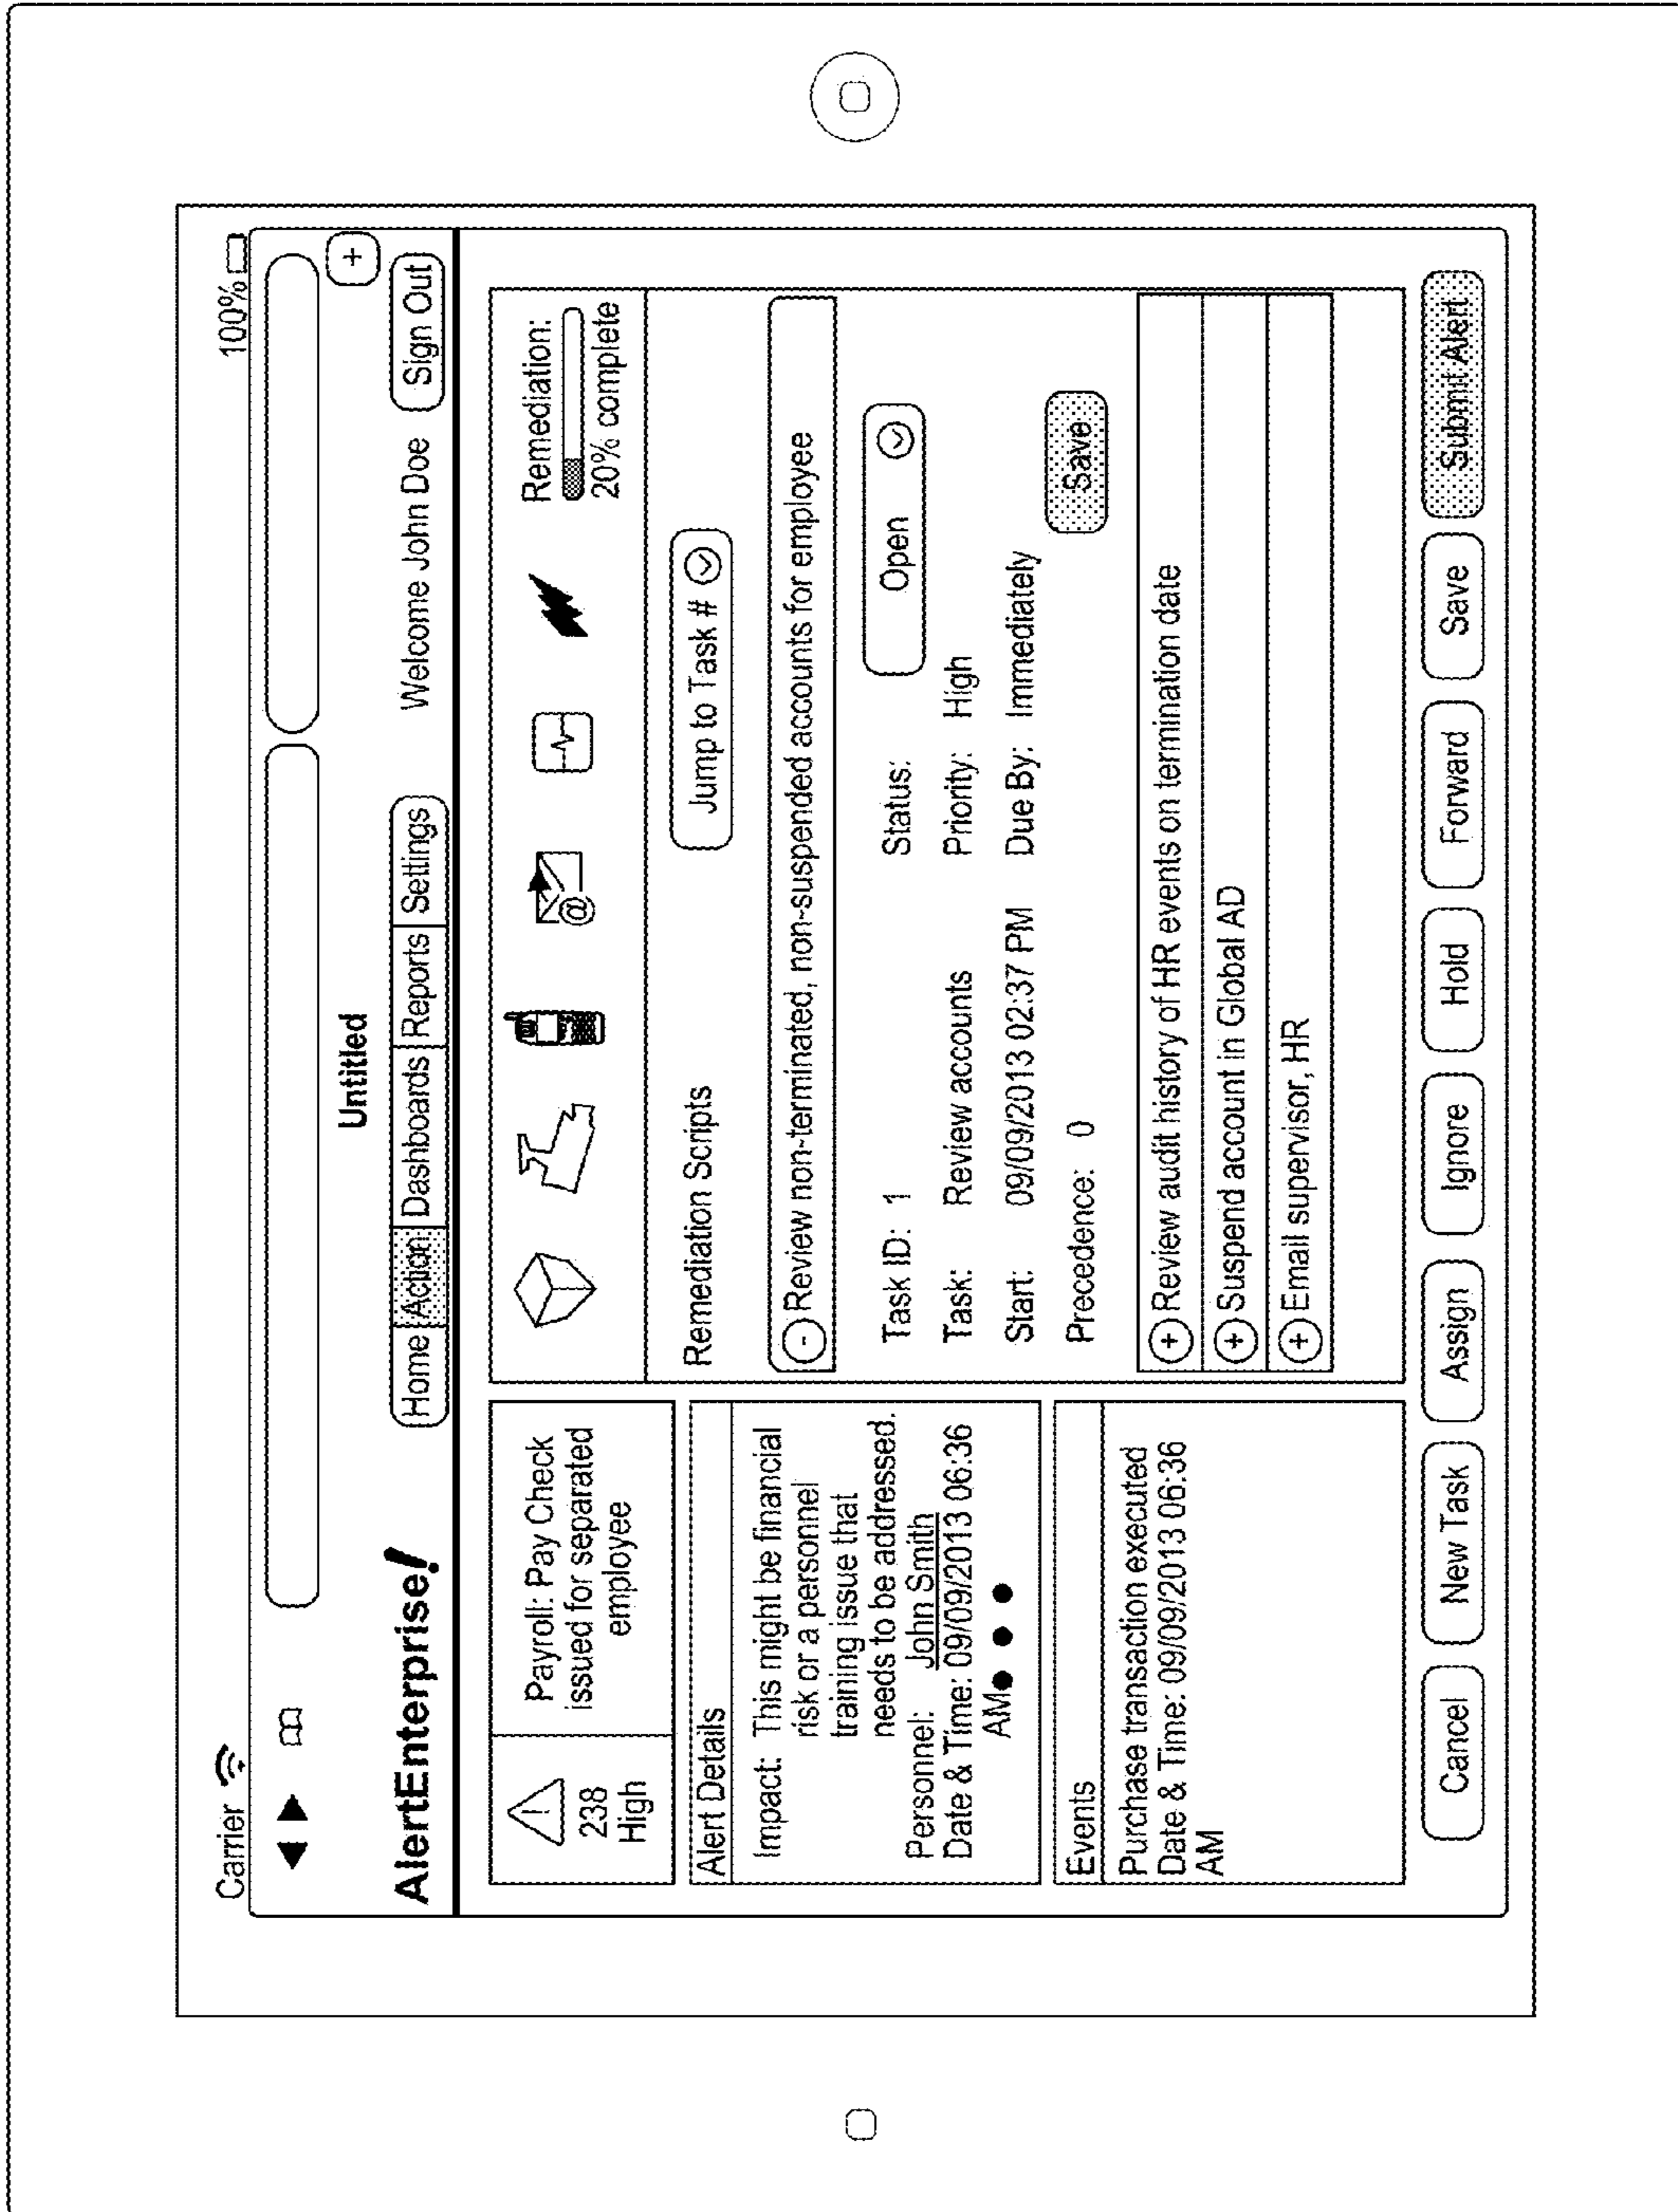 Carrier
100%
Untitled
+
AlertEnterprise!
Home Action Dashboards Reports Settings
Welcome John Doe
Sign Out
238
High
Payroll: Pay Check
issued for separated
employee
Alert Details
Impact: This might be financial
risk or a personnel
training issue that
needs to be addressed.
Personnel: John Smith
Date & Time: 09/09/2013 06:36
AM
Events
Purchase transaction executed
Date & Time: 09/09/2013 06:36
AM
@
Remediation:
20% complete
Remediation Scripts
Jump to Task #
- Review non-terminated, non-suspended accounts for employee
Task ID: 1 Status: Open
Task: Review accounts Priority: High
Start: 09/09/2013 02:37 PM Due By: Immediately
Precedence: 0 Save
+ Review audit history of HR events on termination date
+ Suspend account in Global AD
+ Email supervisor, HR
Cancel New Task Assign Ignore Hold Forward Save Submit Alert